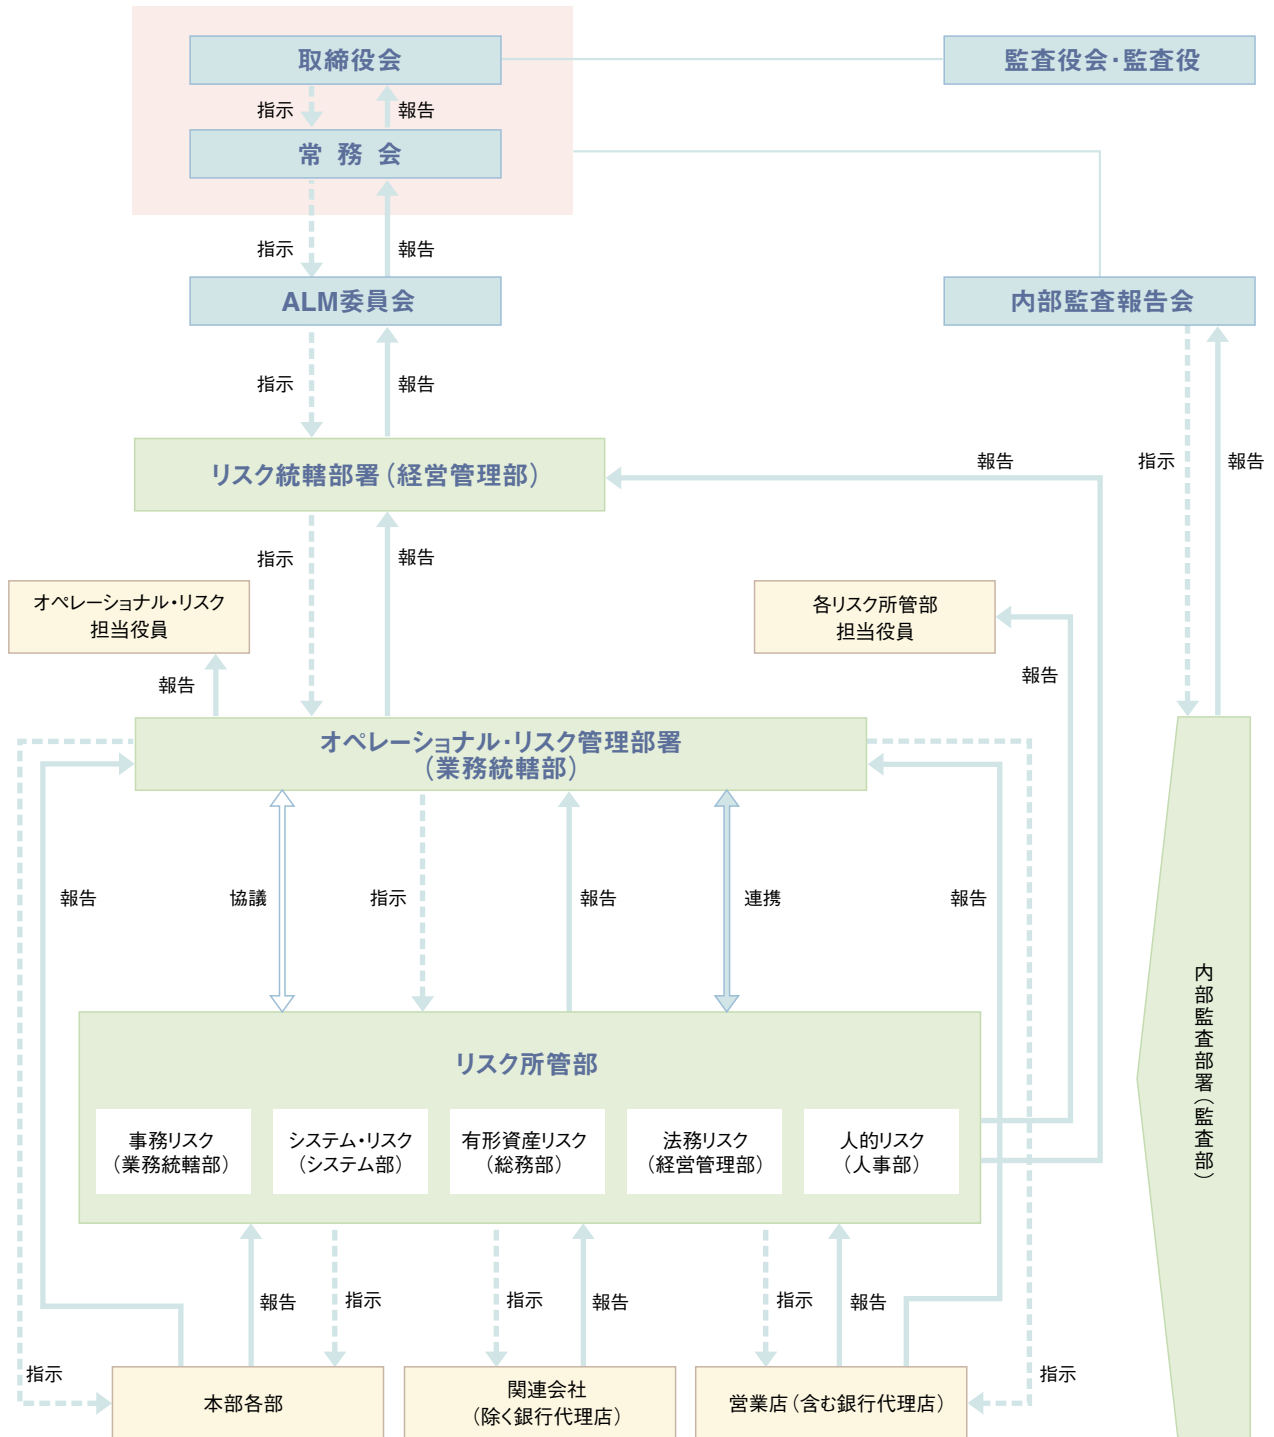 取締役会
監査役会・監査役
指示
報告
常務会
指示
報告
ALM委員会
内部監査報告会
指示
報告
報告
指示
報告
リスク統轄部署(経営管理部)
指示
報告
オペレーショナル・リスク
担当役員
各リスク所管部
担当役員
報告
報告
オペレーショナル・リスク管理部署
(業務統轄部)
報告
協議
指示
報告
連携
報告
内部監査部署(監査部)
リスク所管部
事務リスク
(業務統轄部)
システム・リスク
(システム部)
有形資産リスク
(総務部)
法務リスク
(経営管理部)
人的リスク
(人事部)
報告
指示
指示
報告
指示
報告
指示
指示
本部各部
関連会社
(除く銀行代理店)
営業店(含む銀行代理店)